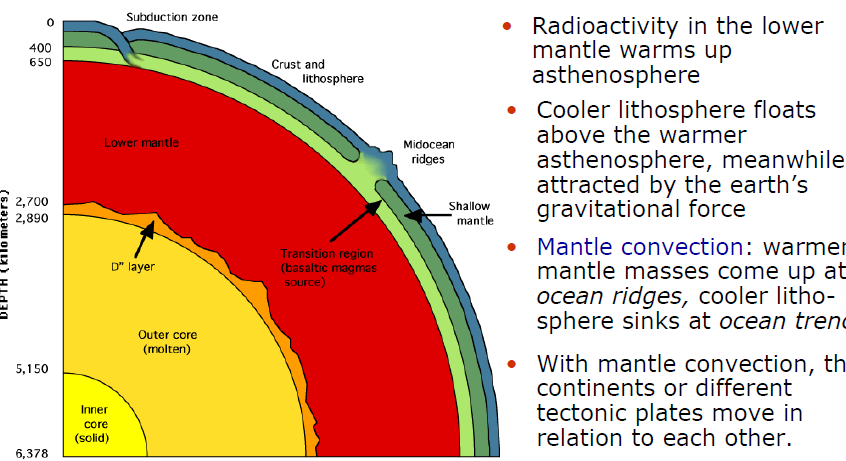 0
400
650
2,700
2,890
5,150
6,378
DEPTH (kilometers)
Subduction zone
Crust and
lithosphere
Lower mantle
Midocean
ridges
Shallow
mantle
Transition region
(basaltic magmas
source)
D" layer
Outer core
(molten)
Inner
core
(solid)
• Radioactivity in the lower
mantle warms up
asthenosphere
• Cooler lithosphere floats
above the warmer
asthenosphere, meanwhile
attracted by the earth's
gravitational force
• Mantle convection: warmer
mantle masses come up at
ocean ridges, cooler litho-
sphere sinks at ocean trenc
• With mantle convection, th
continents or different
tectonic plates move in
relation to each other.